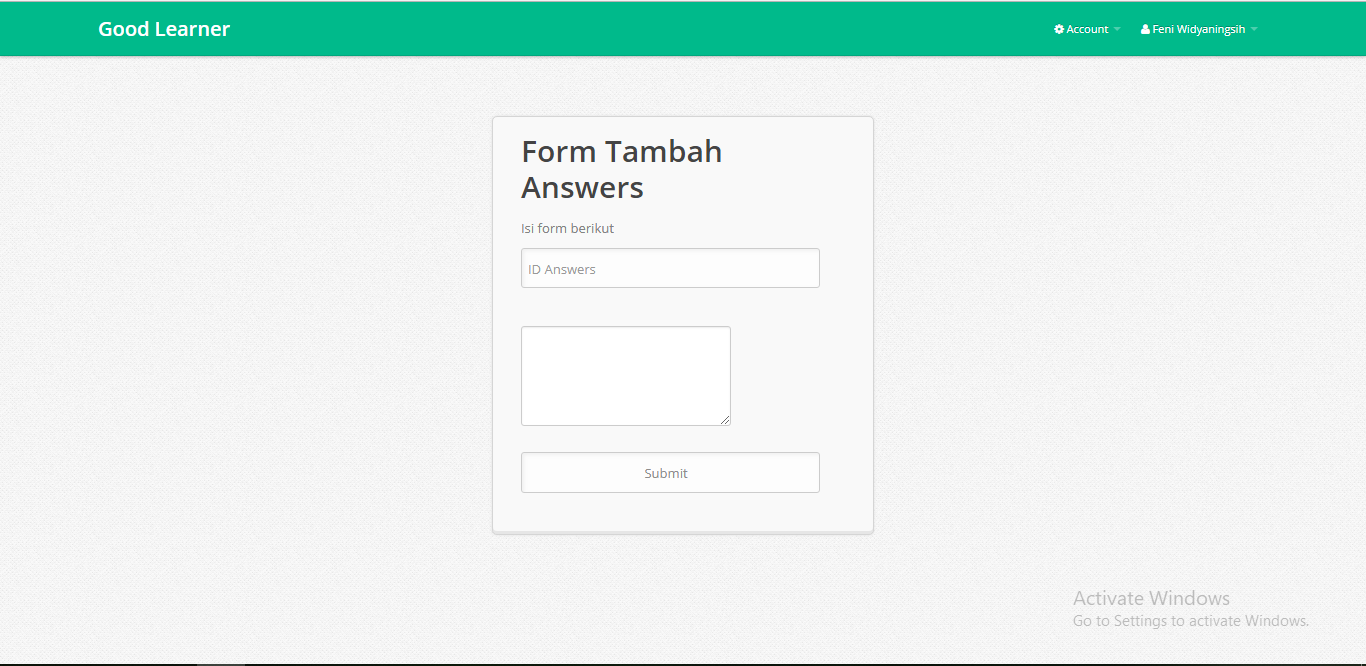 Good Learner
Account
Feni Widyaningsih
Form Tambah
Answers
Isi form berikut
ID Answers
Submit
Activate Windows
Go to Settings to activate Windows.